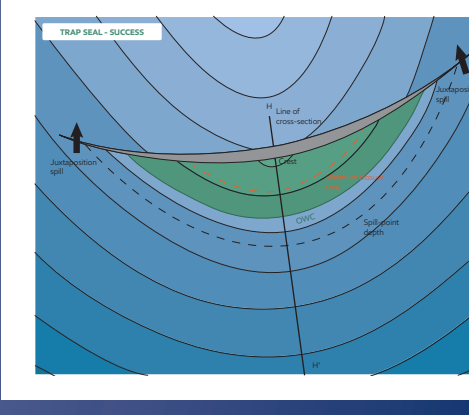 TRAP SEAL – SUCCESS
Juxtaposi
spill
H
Line of
cross-section
Juxtaposition
spill
Crest
OWC
Spill point
depth
H'